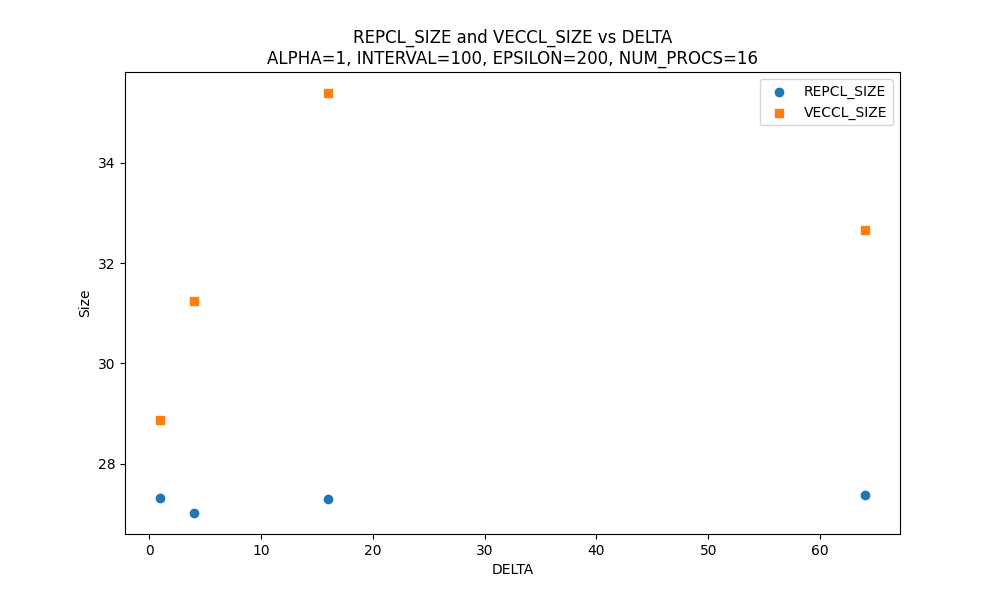 REPCL_SIZE and VECCL_SIZE vs DELTA
ALPHA=1, INTERVAL=100, EPSILON=200, NUM_PROCS=16
REPCL_SIZE
VECCL_SIZE
Size
34
32
30
28
0 10 20 30 40 50 60
DELTA